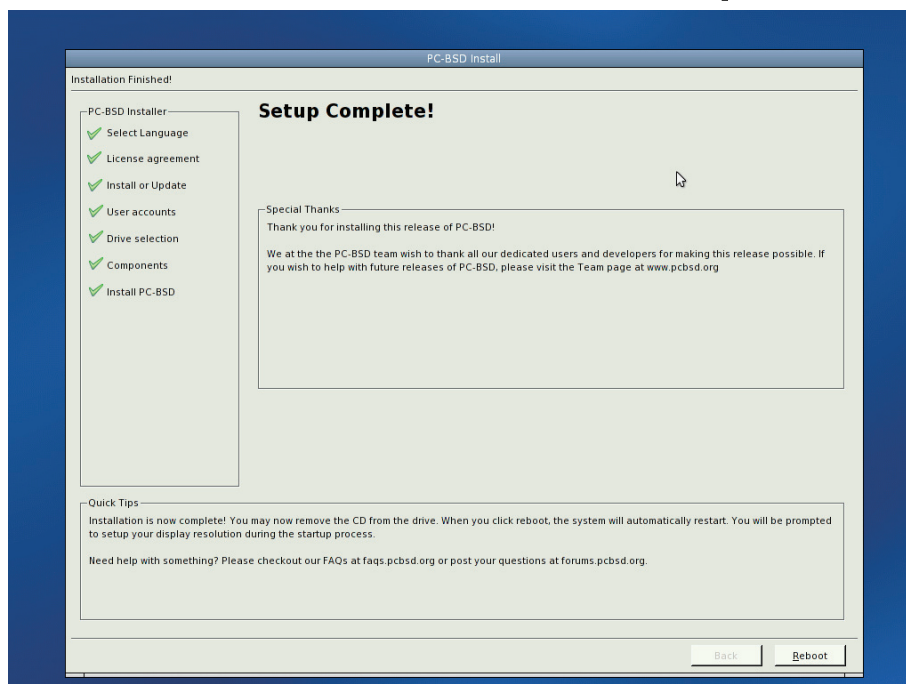 PC-BSD Install
Installation Finished!
PC-BSD Installer
Select Language
License agreement
Install or Update
User accounts
Drive selection
Components
Install PC-BSD
Setup Complete!
Special Thanks
Thank you for installing this release of PC-BSD!
We at the the PC-BSD team wish to thank all our dedicated users and developers for making this release possible. If
you wish to help with future releases of PC-BSD, please visit the Team page at www.pcbsd.org
Quick Tips
Installation is now complete! You may now remove the CD from the drive. When you click reboot, the system will automatically restart. You will be prompted
to setup your display resolution during the startup process.
Need help with something? Please checkout our FAQs at faqs.pcbsd.org or post your questions at forums.pcbsd.org.
Back
Reboot